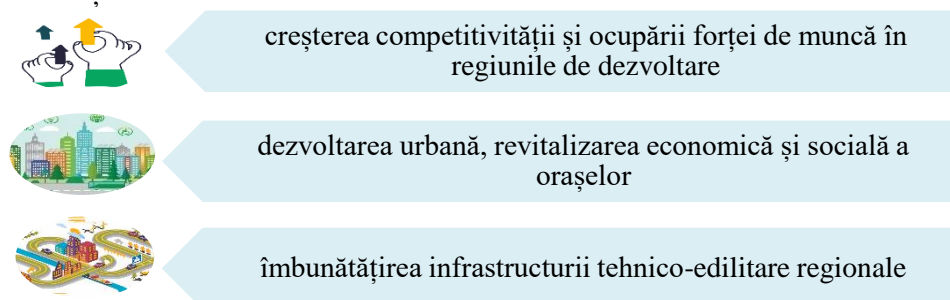 creșterea competitivității și ocupării forței de muncă în
regiunile de dezvoltare
dezvoltarea urbană, revitalizarea economică și socială a
orașelor
îmbunătățirea infrastructurii tehnico-edilitare regionale